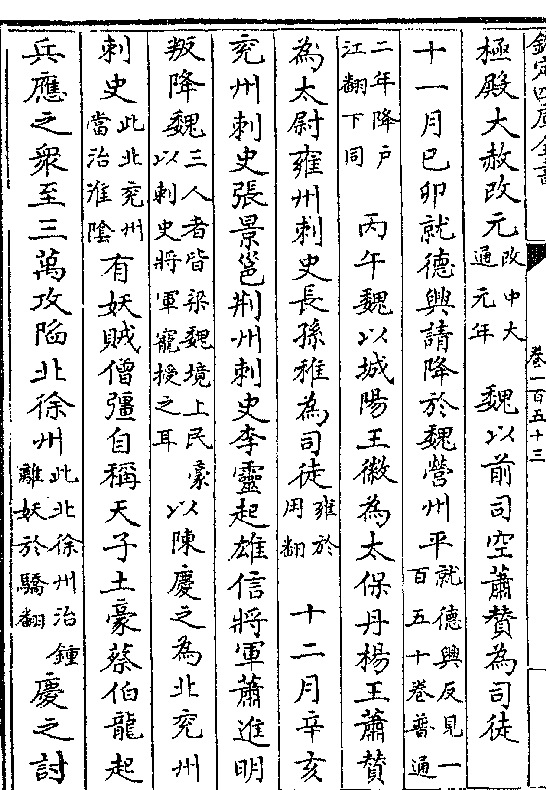 欽定四庫全書 卷一百五十三
極殿大赦改元改中大通元年 魏以前司空蕭贊為司徒
十一月己卯就德興請降於魏營州平就德興反見一百五十卷普通
二年降戸江翻下同 丙午魏以城陽王徽為太保丹楊王蕭贊
為太尉雍州刺史長孫稚為司徒雍於用翻 十二月辛亥
兖州刺史張景邕荆州刺史李靈起雄信將軍蕭進明
叛降魏三人者皆梁魏境上民豪以刺史將軍寵授之耳以陳慶之為北兖州
刺史此北兖州當治淮陰有妖賊僧彊自稱天子土豪蔡伯龍起
兵應之衆至三萬攻陷北徐州此北徐州治鍾離妖於驕翻慶之討